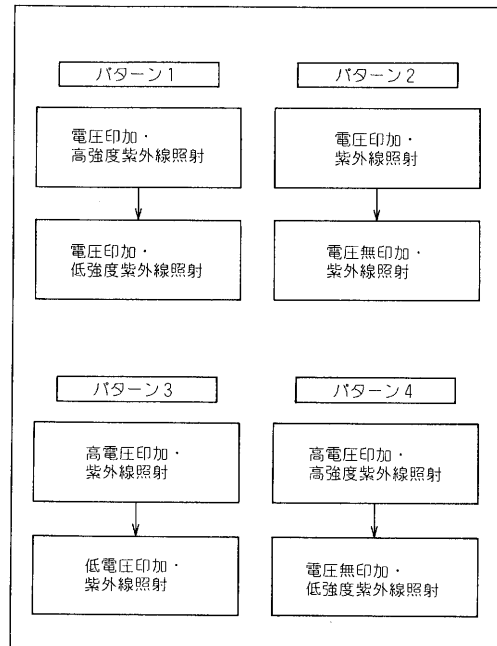 パターン1
電圧印加・
高強度紫外線照射
電圧印加・
低強度紫外線照射
パターン2
電圧印加・
紫外線照射
電圧無印加・
紫外線照射
パターン3
高電圧印加・
紫外線照射
低電圧印加・
紫外線照射
パターン4
高電圧印加・
高強度紫外線照射
電圧無印加・
低強度紫外線照射